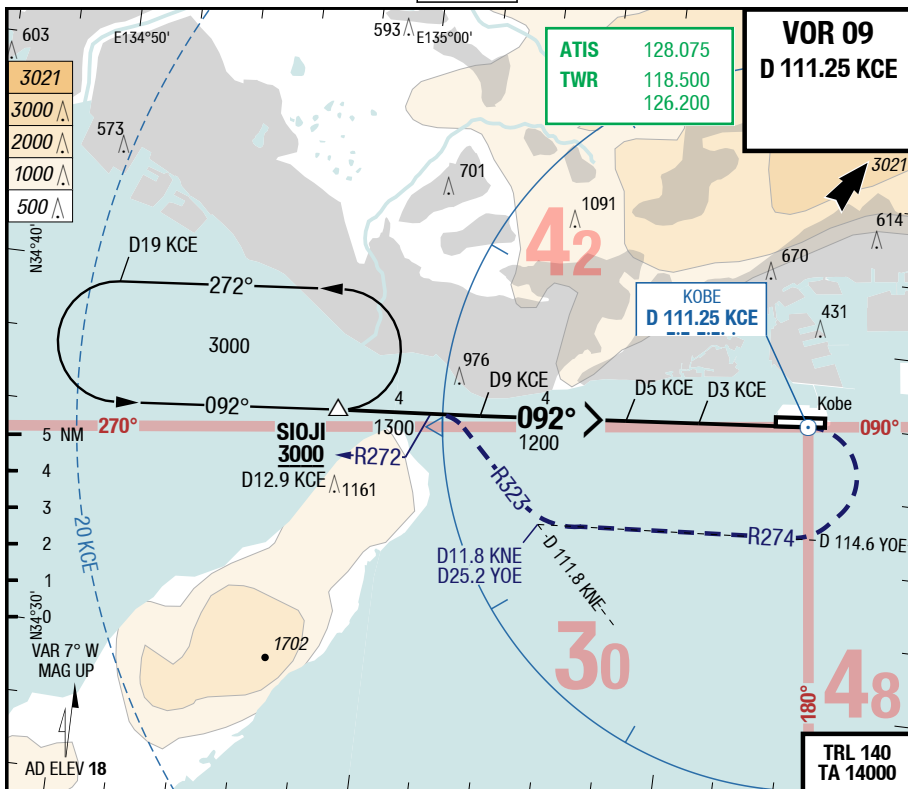 603
E134°50'
593
E135°00'
ATIS 128.075
TWR 118.500
126.200
VOR 09
D 111.25 KCE
3021
3000
2000
1000
500
573
701
3021
1091
42
614
670
N34°40'
D19 KCE
272°
3000
KOBE
D 111.25 KCE
431
976
D9 KCE
D5 KCE
D3 KCE
092°
4
4
092°
Kobe
5 NM
270°
SIOJI
3000
1300
1200
090°
D12.9 KCE
R272
1161
R323
4
3
2
1
0
20 KCE
D11.8 KNE
D25.2 YOE
D 111.8 KNE
R274
D 114.6 YOE
N34°30'
VAR 7° W
MAG UP
1702
30
180°
48
AD ELEV 18
TRL 140
TA 14000